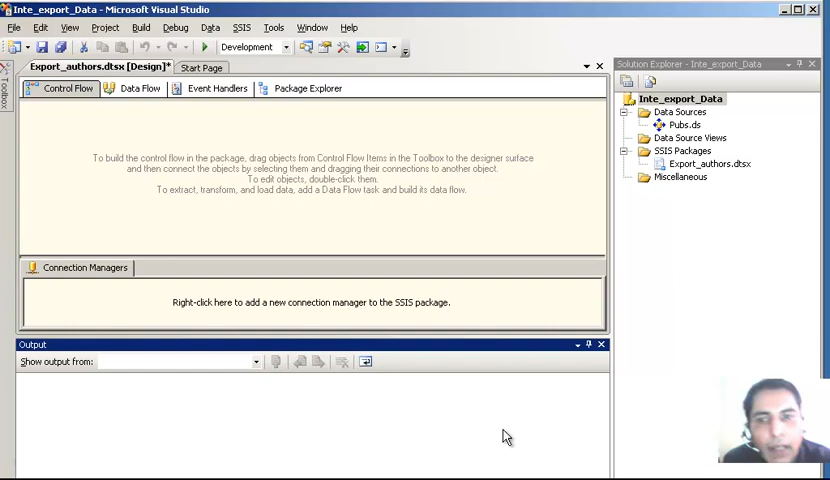 Inte_export_Data - Microsoft Visual Studio
File Edit View Project Build Debug Data SSIS Tools Window Help
Development
Export_authors.dtsx [Design]* Start Page
Control Flow Data Flow Event Handlers Package Explorer
To build the control flow in the package, drag objects from Control Flow Items in the Toolbox to the designer surface
and then connect the objects by selecting them and dragging their connections to another object.
To edit objects, double-click them.
To extract, transform, and load data, add a Data Flow task and build its data flow.
Connection Managers
Right-click here to add a new connection manager to the SSIS package.
Output
Show output from:
Toolbox
Solution Explorer - Inte_export_Data
Inte_export_Data
Data Sources
Pubs.ds
Data Source Views
SSIS Packages
Export_authors.dtsx
Miscellaneous